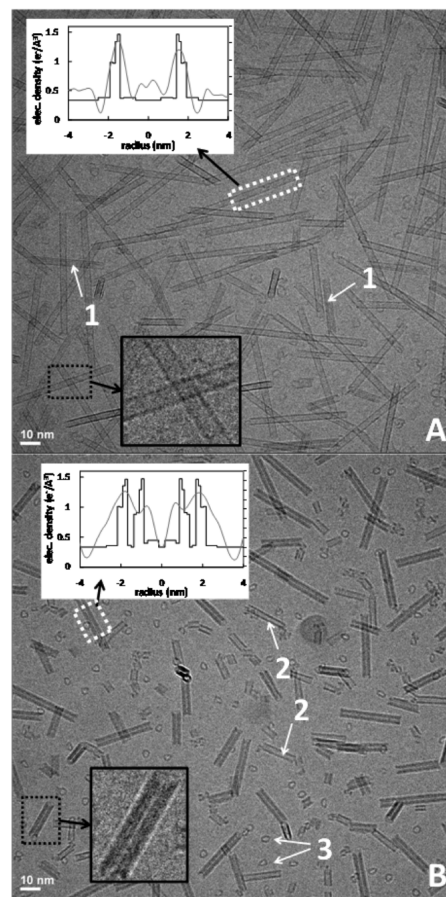 elec. density (e⁻/Å³)
1.5
1
0.5
0
-4 -2 0 2 4
radius (nm)
1
1
10 nm
A
elec. density (e⁻/Å³)
1.5
1
0.5
0
-4 -2 0 2 4
radius (nm)
2
2
3
10 nm
B